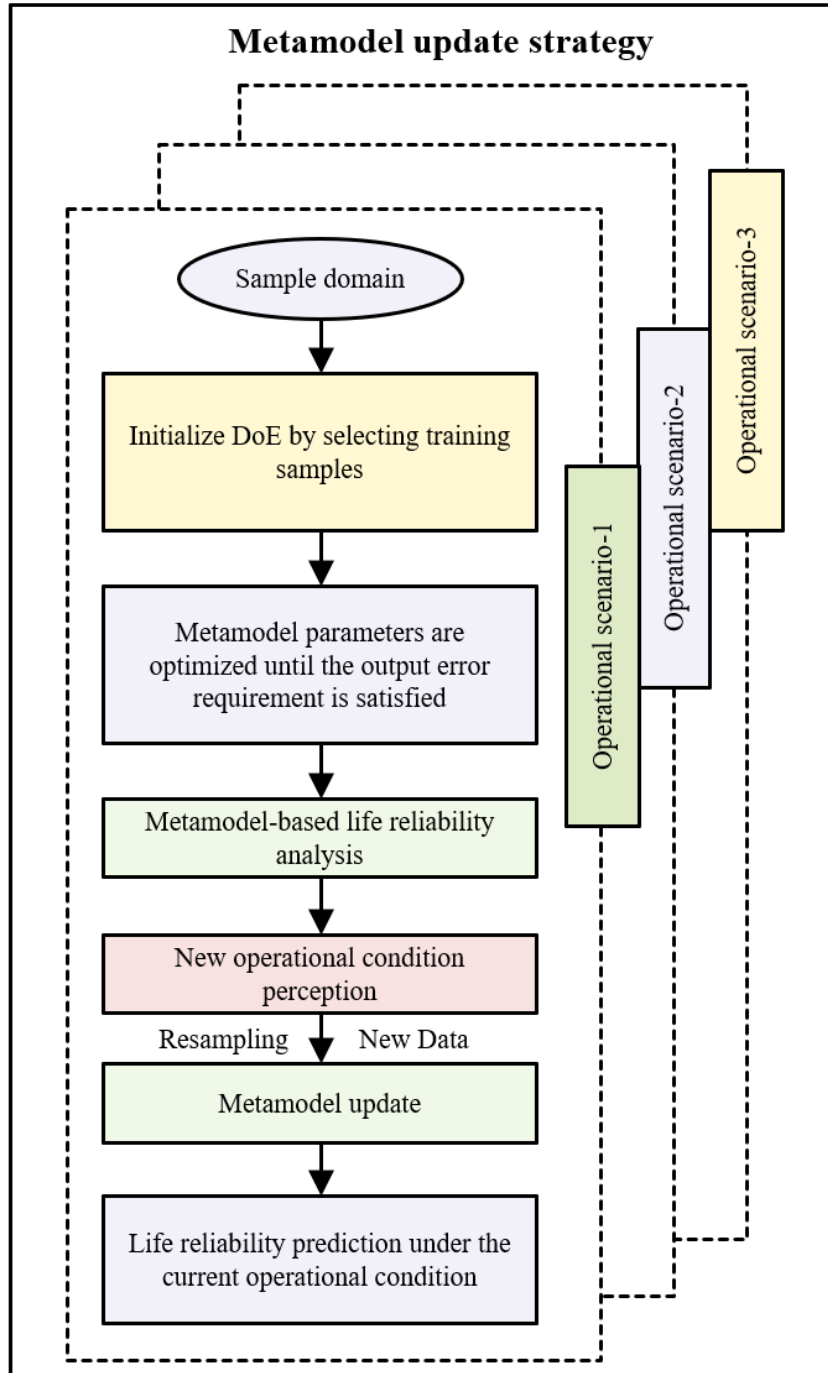 Metamodel update strategy
Sample domain
Initialize DoE by selecting training
samples
Metamodel parameters are
optimized until the output error
requirement is satisfied
Metamodel-based life reliability
analysis
New operational condition
perception
Resampling New Data
Metamodel update
Life reliability prediction under the
current operational condition
Operational scenario-1
Operational scenario-2
Operational scenario-3